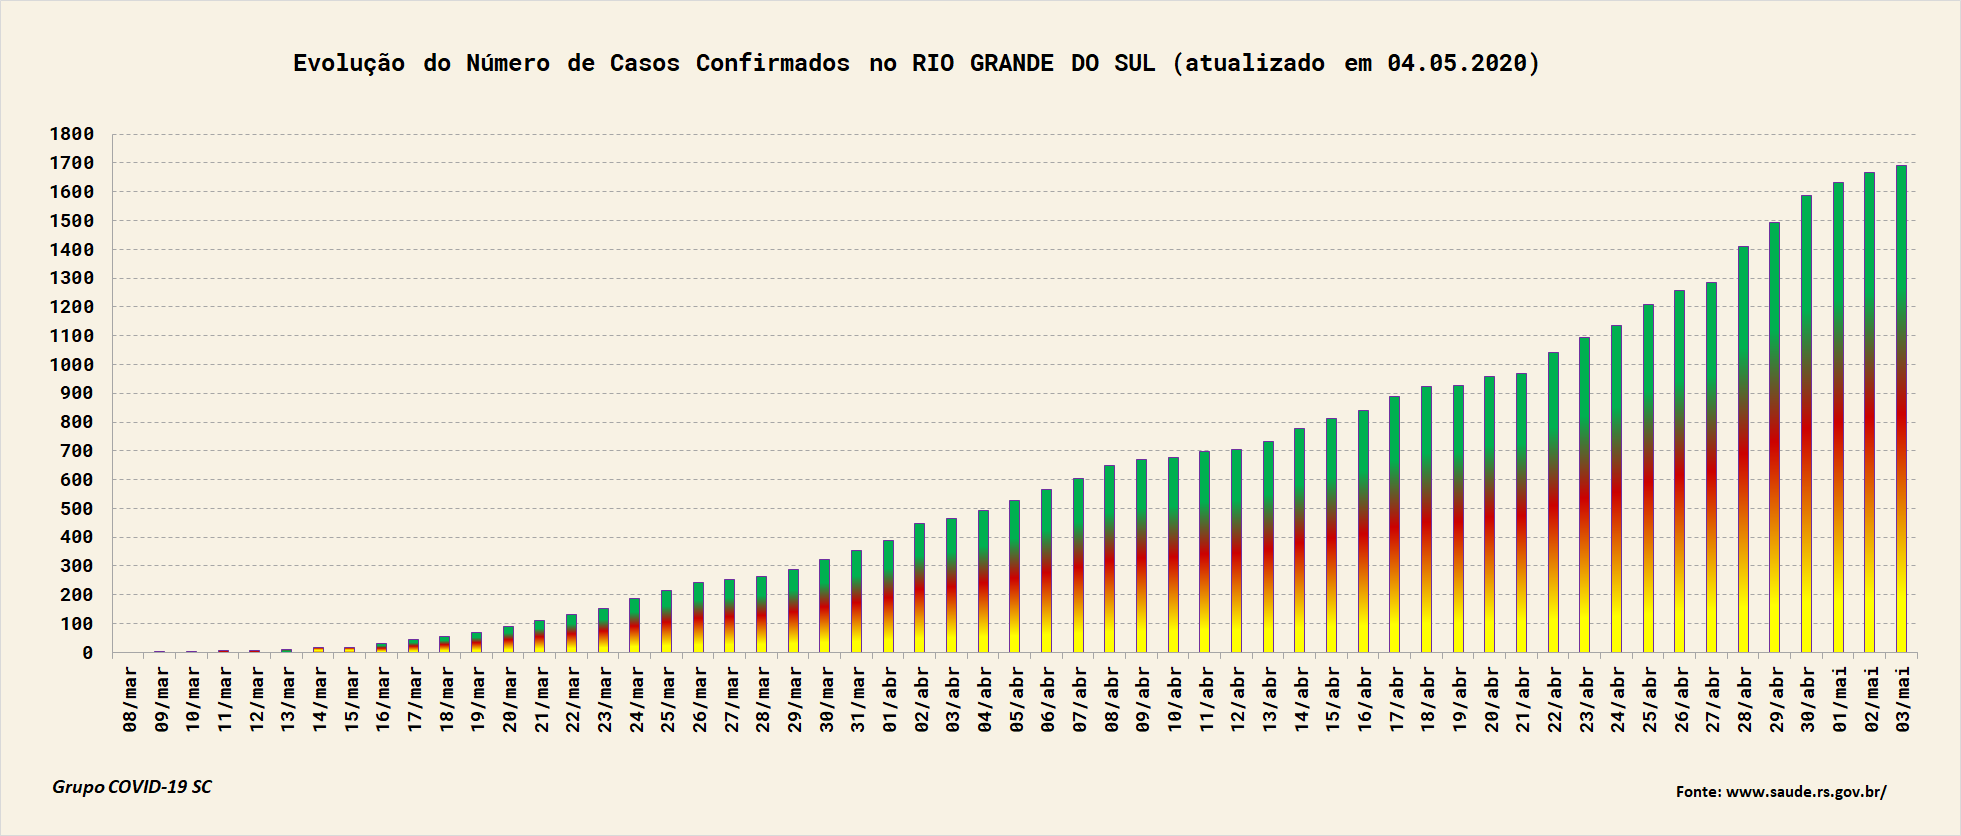 Evolução do Número de Casos Confirmados no RIO GRANDE DO SUL (atualizado em 04.05.2020)
1800
1700
1600
1500
1400
1300
1200
1100
1000
900
800
700
600
500
400
300
200
100
0
08/mar
09/mar
10/mar
11/mar
12/mar
13/mar
14/mar
15/mar
16/mar
17/mar
18/mar
19/mar
20/mar
21/mar
22/mar
23/mar
24/mar
25/mar
26/mar
27/mar
28/mar
29/mar
30/mar
31/mar
01/abr
02/abr
03/abr
04/abr
05/abr
06/abr
07/abr
08/abr
09/abr
10/abr
11/abr
12/abr
13/abr
14/abr
15/abr
16/abr
17/abr
18/abr
19/abr
20/abr
21/abr
22/abr
23/abr
24/abr
25/abr
26/abr
27/abr
28/abr
29/abr
30/abr
01/mai
02/mai
03/mai
Grupo COVID-19 SC
Fonte: www.saude.rs.gov.br/